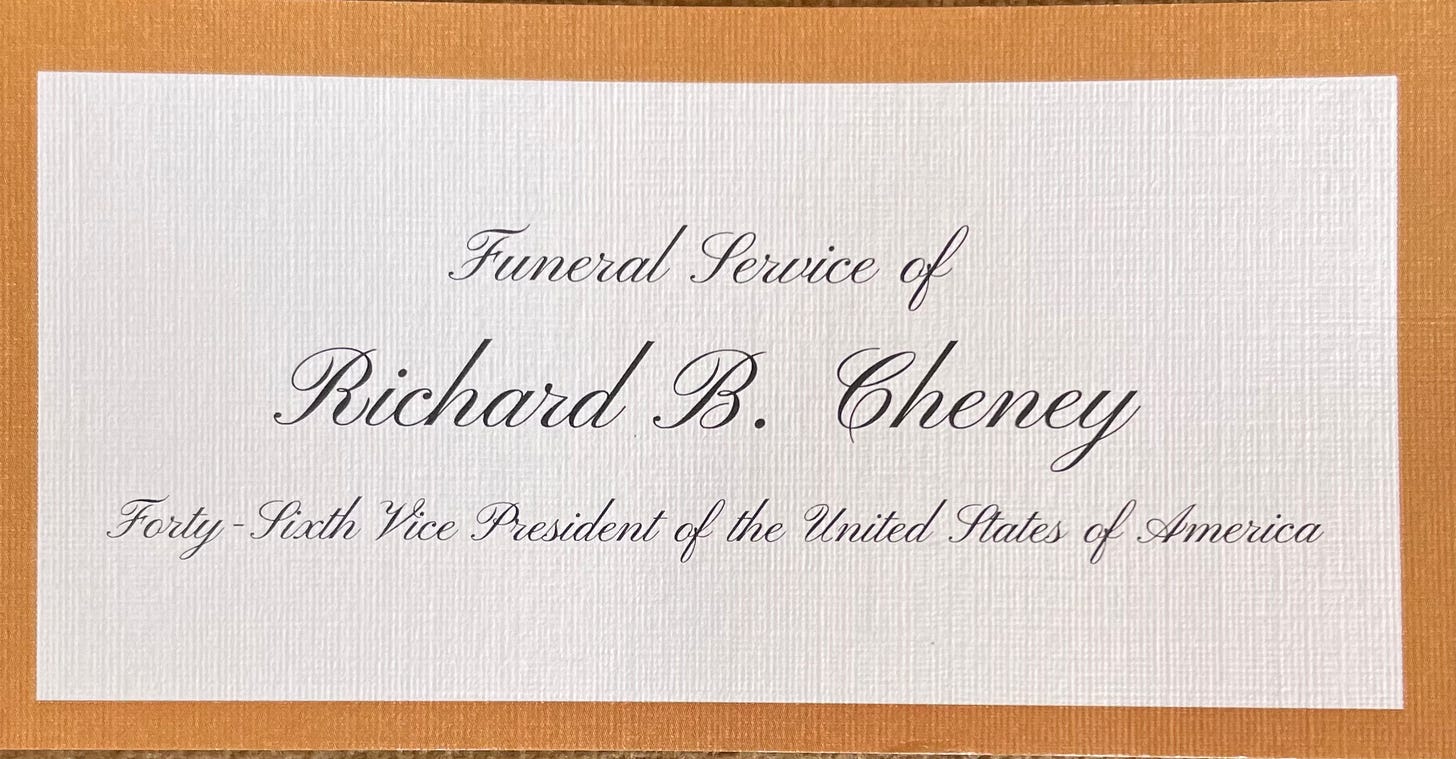 Funeral Service of
Richard B. Cheney
Forty-Sixth Vice President of the United States of America